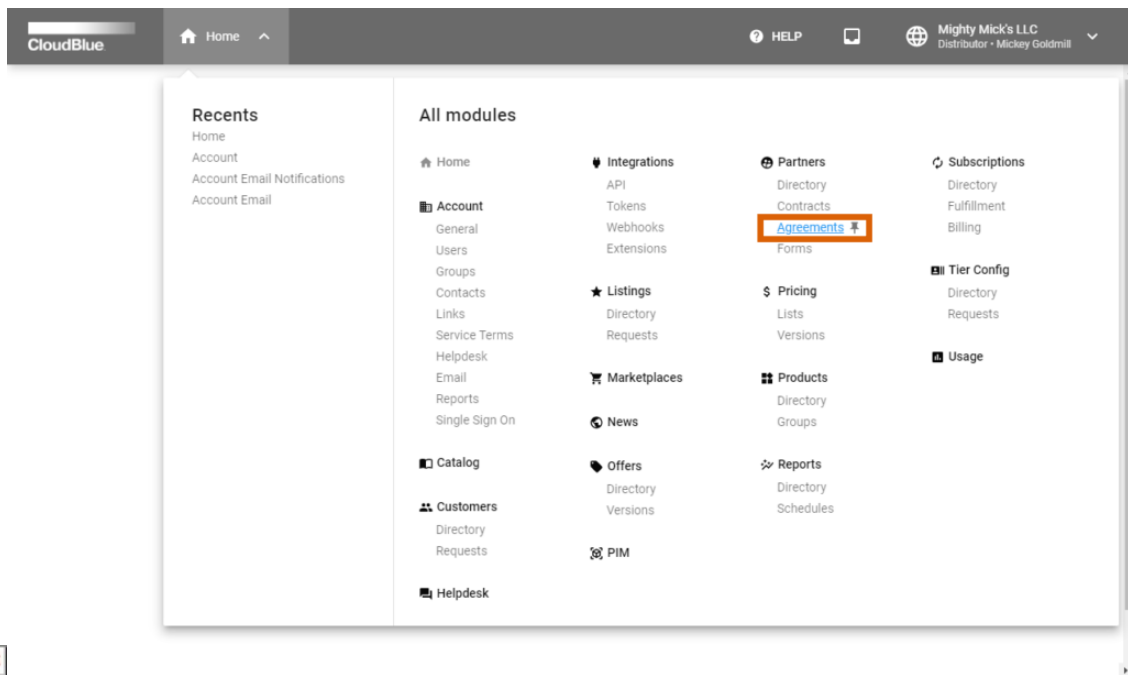 CloudBlue
Home
HELP
Mighty Mick's LLC
Distributor • Mickey Goldmill
Recents
Home
Account
Account Email Notifications
Account Email
All modules
Home
Account
General
Users
Groups
Contacts
Links
Service Terms
Helpdesk
Email
Reports
Single Sign On
Catalog
Customers
Directory
Requests
Helpdesk
Integrations
API
Tokens
Webhooks
Extensions
Listings
Directory
Requests
Marketplaces
News
Offers
Directory
Versions
PIM
Partners
Directory
Contracts
Agreements
Forms
Pricing
Lists
Versions
Products
Directory
Groups
Reports
Directory
Schedules
Subscriptions
Directory
Fulfillment
Billing
Tier Config
Directory
Requests
Usage